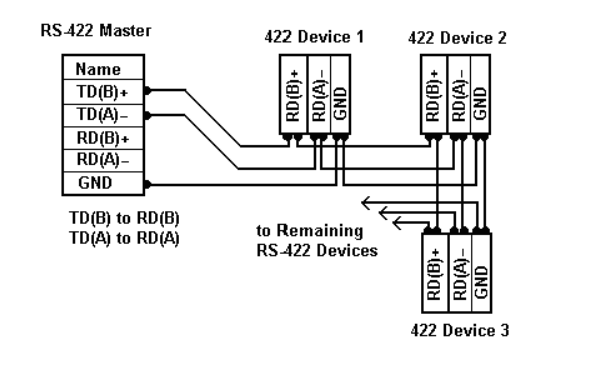 RS-422 Master
Name
TD(B)+
TD(A)−
RD(B)+
RD(A)−
GND
TD(B) to RD(B)
TD(A) to RD(A)
422 Device 1
RD(B)+
RD(A)−
GND
422 Device 2
RD(B)+
RD(A)−
GND
to Remaining
RS-422 Devices
RD(B)+
RD(A)−
GND
422 Device 3